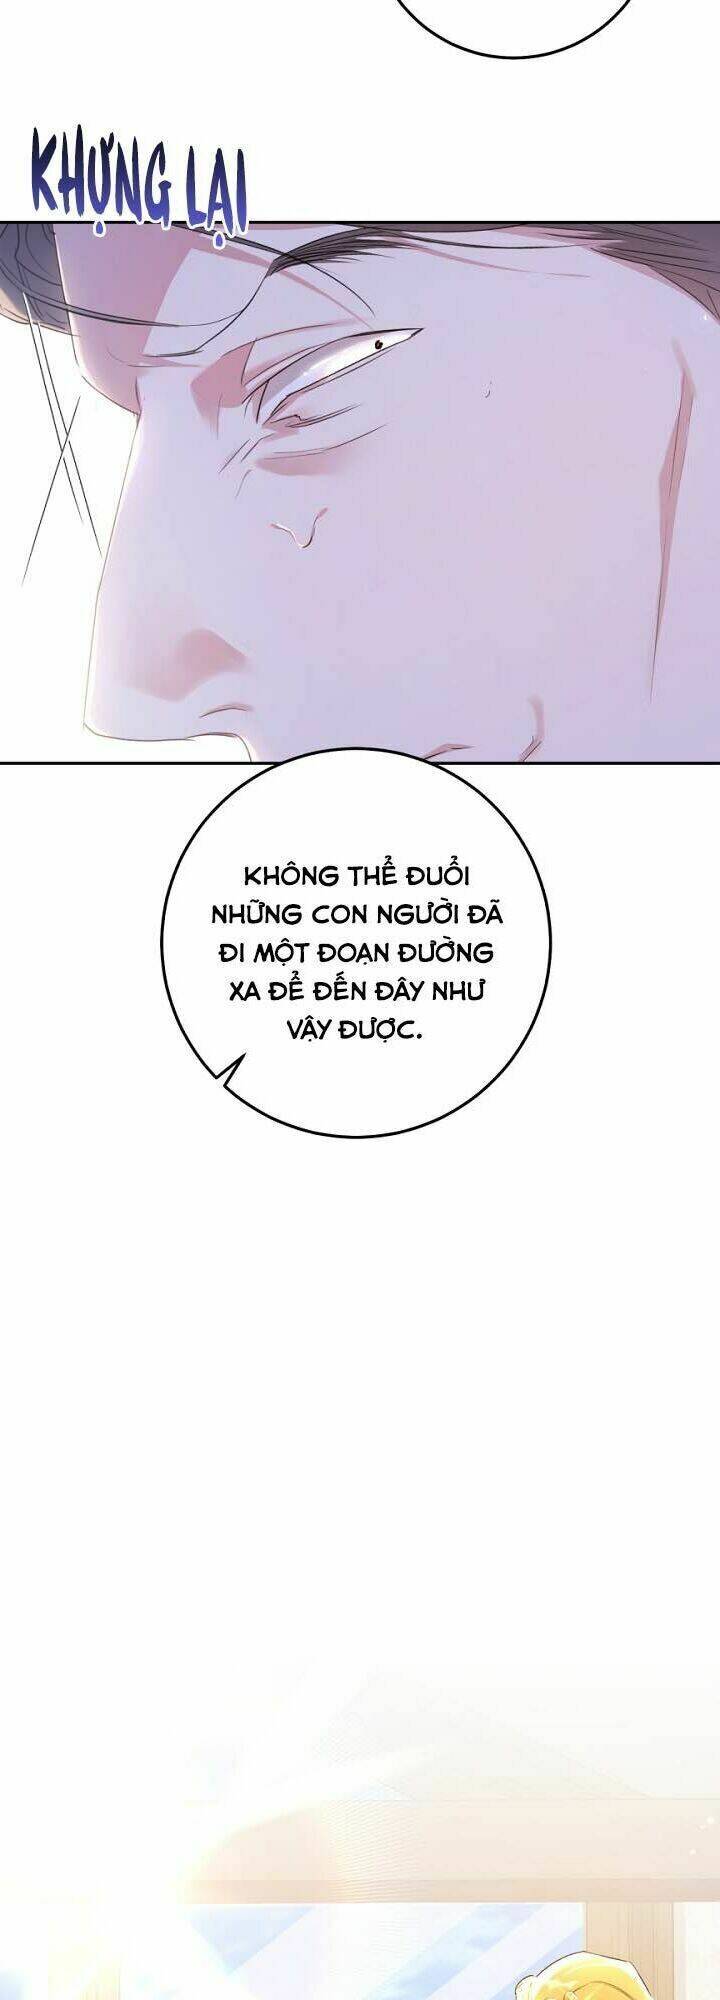 KHỰNG LẠI
KHÔNG THỂ ĐUỔI
NHỮNG CON NGƯỜI ĐÃ
ĐI MỘT ĐOẠN ĐƯỜNG
XA ĐỂ ĐẾN ĐÂY NHƯ
VẬY ĐƯỢC.